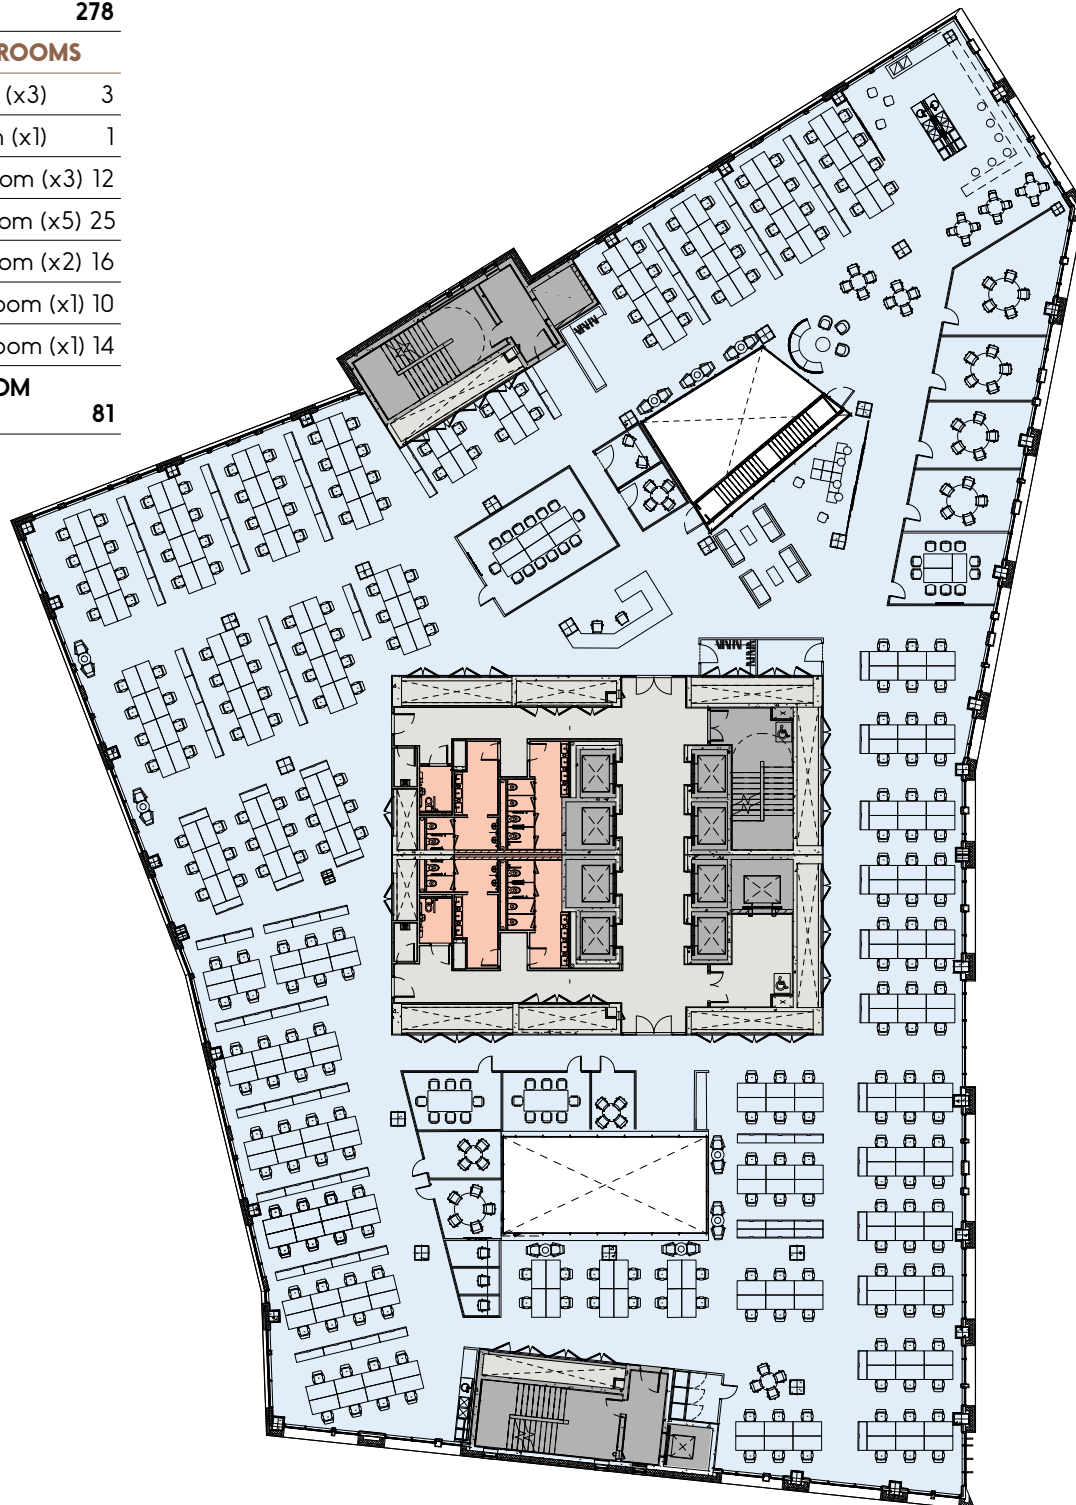 278
ROOMS
(x3) 3
(x1) 1
om (x3) 12
om (x5) 25
om (x2) 16
oom (x1) 10
oom (x1) 14
OM
81